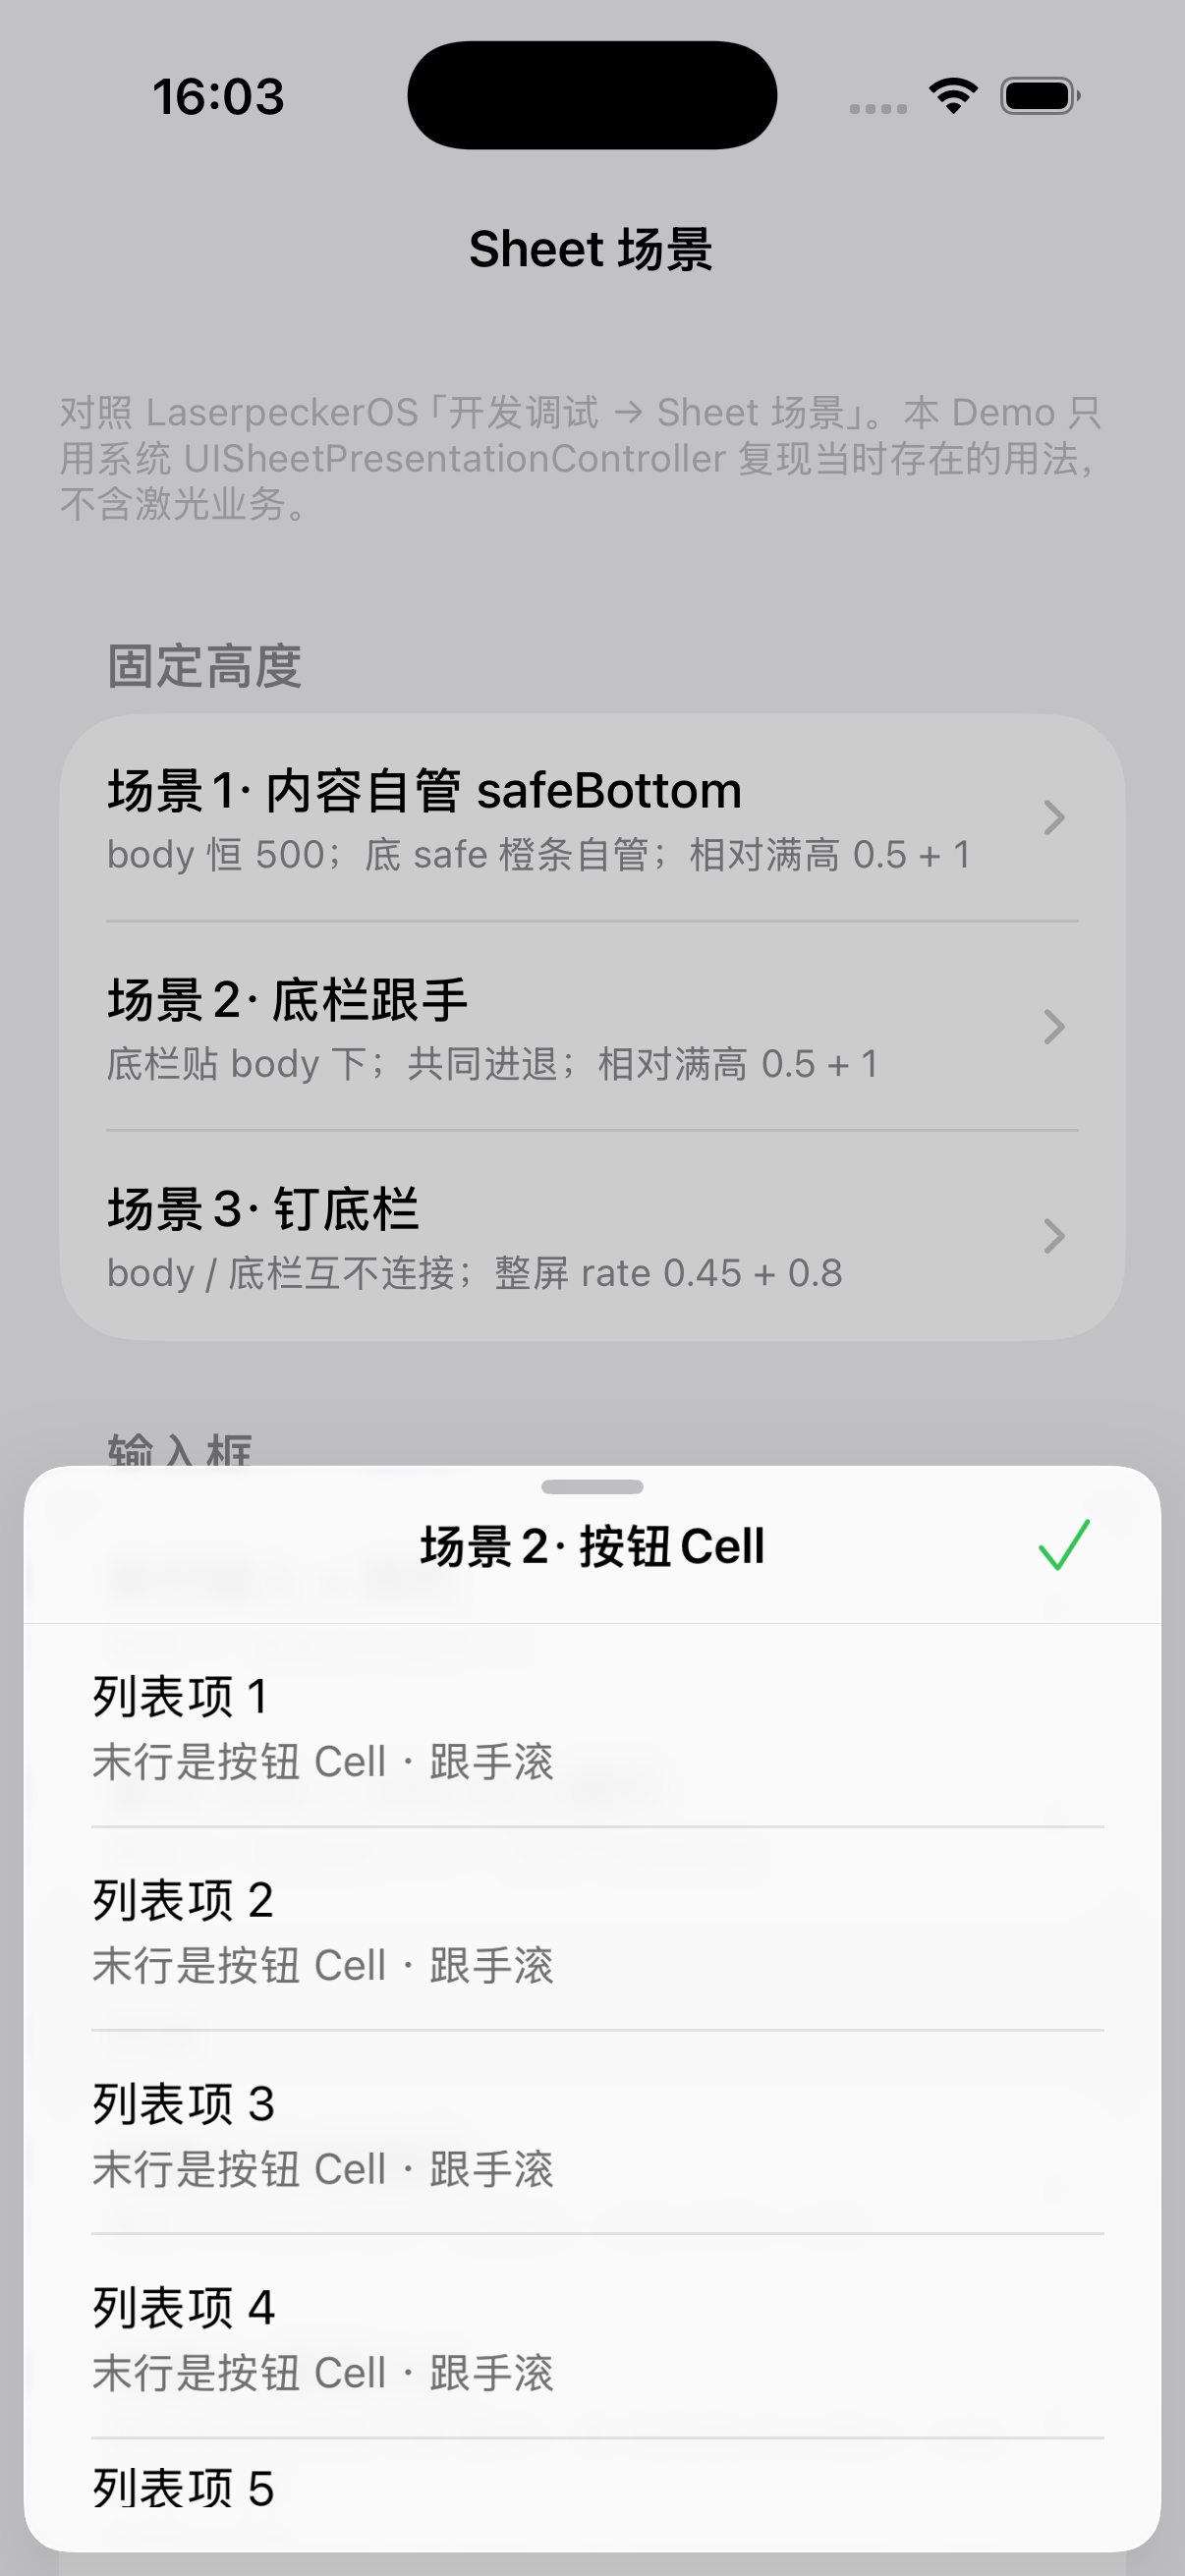 16:03
Sheet 场景
对照 LaserpeckerOS「开发调试 → Sheet 场景」。本 Demo 只
用系统 UISheetPresentationController 复现当时存在的用法，
不含激光业务。
固定高度
场景 1 · 内容自管 safeBottom
body 恒 500；底 safe 橙条自管；相对满高 0.5 + 1
场景 2 · 底栏跟手
底栏贴 body 下；共同进退；相对满高 0.5 + 1
场景 3 · 钉底栏
body / 底栏互不连接；整屏 rate 0.45 + 0.8
输入框
场景 2 · 按钮 Cell
列表项 1
末行是按钮 Cell · 跟手滚
列表项 2
末行是按钮 Cell · 跟手滚
列表项 3
末行是按钮 Cell · 跟手滚
列表项 4
末行是按钮 Cell · 跟手滚
列表项 5